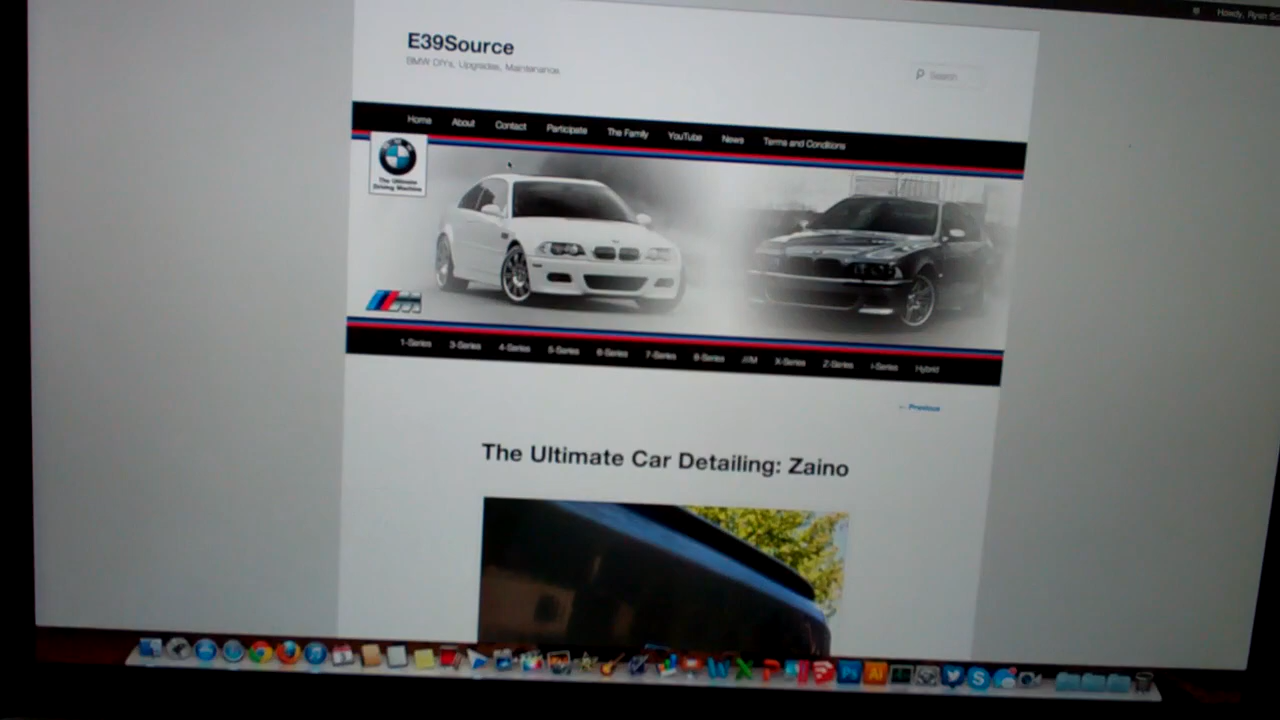 Howdy, Ryan
E39Source
BMW DIYs, Upgrades, Maintenance.
Search
Home About Contact Participate The Family YouTube News Terms and Conditions
The Ultimate
Driving Machine
1-Series 3-Series 4-Series 5-Series 6-Series 7-Series 8-Series ///M X-Series Z-Series i-Series Hybrid
← Previous
The Ultimate Car Detailing: Zaino